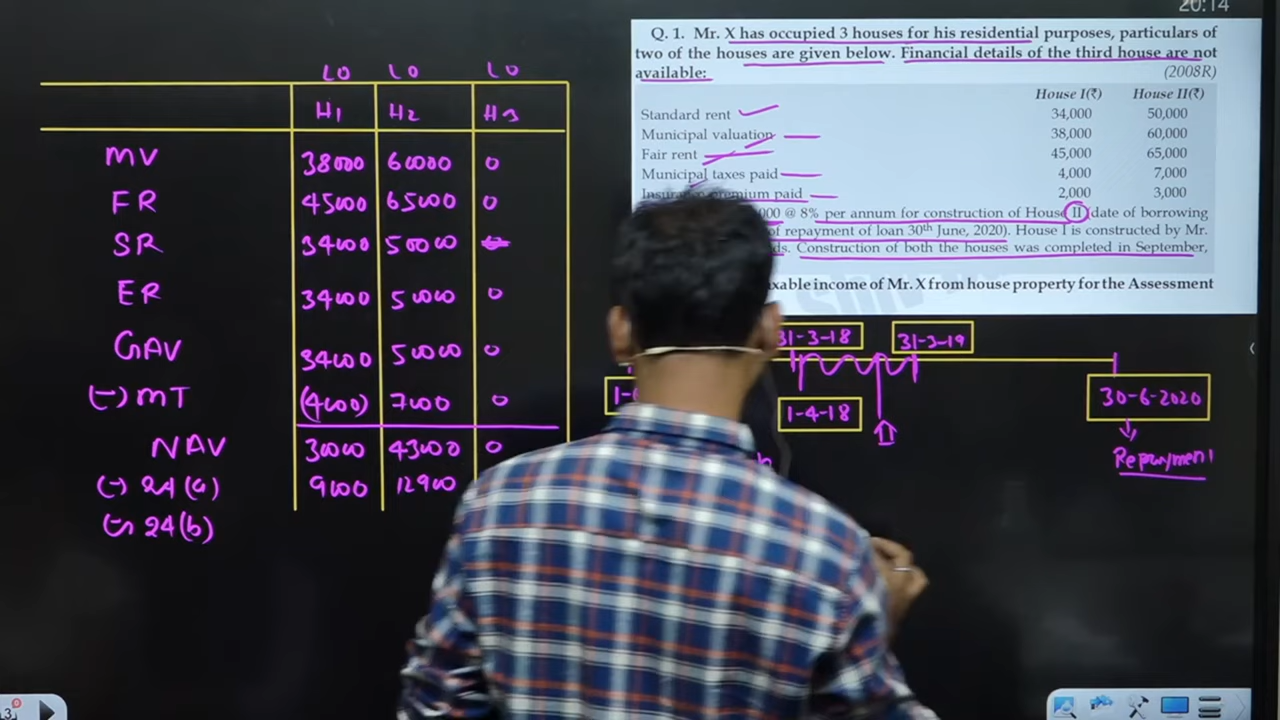 20:14
Q. 1. Mr. X has occupied 3 houses for his residential purposes, particulars of
two of the houses are given below. Financial details of the third house are not
available: (2008R)
House I(₹) House II(₹)
Standard rent 34,000 50,000
Municipal valuation 38,000 60,000
Fair rent 45,000 65,000
Municipal taxes paid 4,000 7,000
Insurance premium paid 2,000 3,000
000 @ 8% per annum for construction of House II (date of borrowing
of repayment of loan 30th June, 2020). House I is constructed by Mr.
ds. Construction of both the houses was completed in September,
axable income of Mr. X from house property for the Assessment
LO LO LO
H1 H2 H3
MV 38000 60000 0
FR 45000 65000 0
SR 34000 50000 0
ER 34000 50000 0
GAV 34000 50000 0
(-) MT (4000) 7000 0
NAV 30000 43000 0
(-) 24(a) 9000 12900
(-) 24(b)
31-3-18 31-3-19
1-4-18
30-6-2020
Repayment